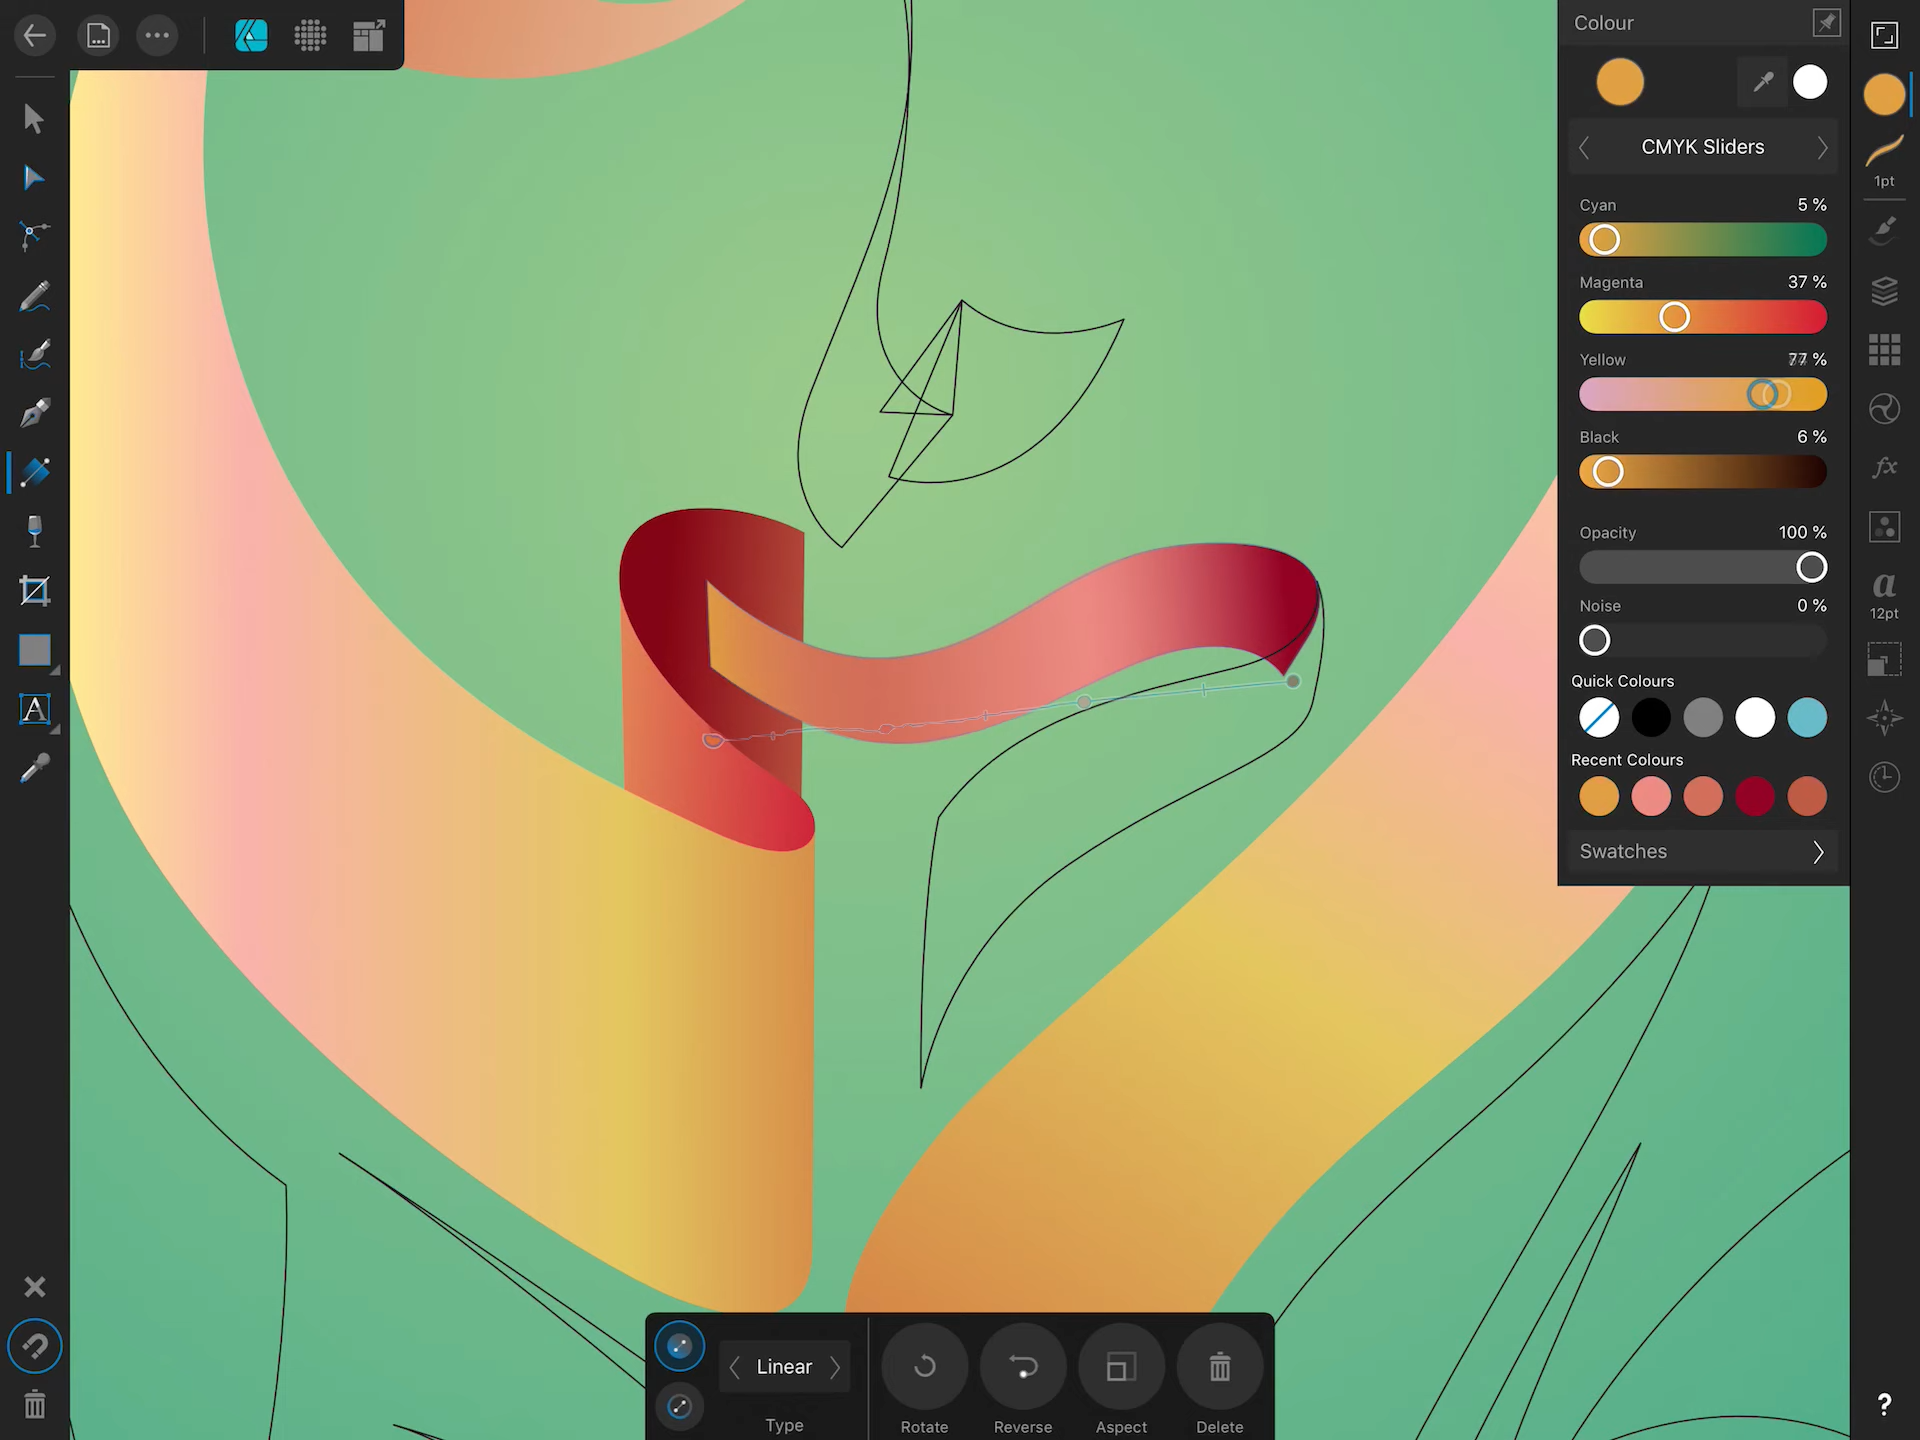 Colour
CMYK Sliders
1pt
Cyan 5 %
Magenta 37 %
Yellow 77 %
Black 6 %
Opacity 100 %
Noise 0 %
a
12pt
Quick Colours
Recent Colours
Swatches
fx
A
Linear
Type
Rotate
Reverse
Aspect
Delete
?